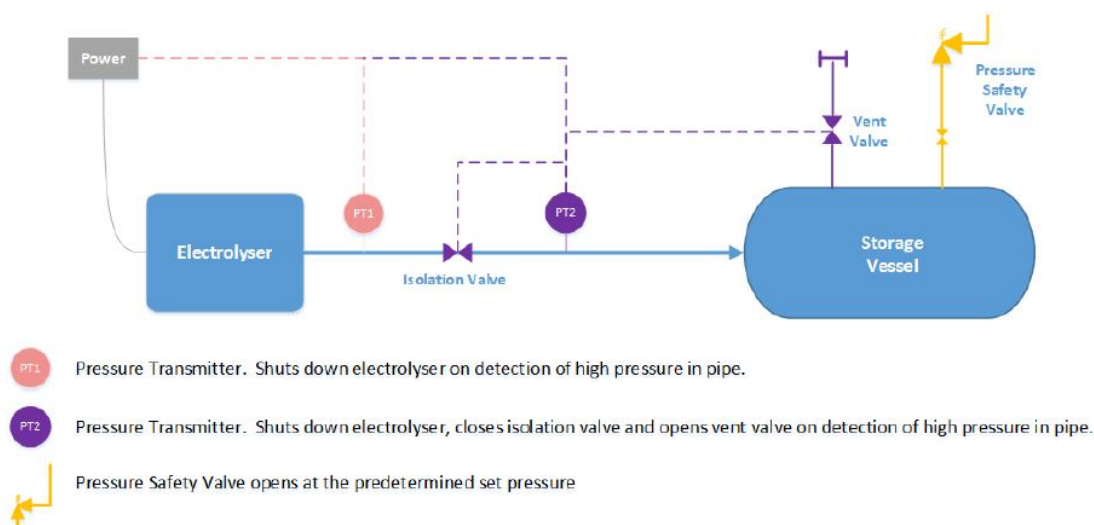 Power
Pressure
Safety
Valve
Vent
Valve
PT1
PT2
Electrolyser
Storage
Vessel
Isolation Valve
PT1 Pressure Transmitter. Shuts down electrolyser on detection of high pressure in pipe.
PT2 Pressure Transmitter. Shuts down electrolyser, closes isolation valve and opens vent valve on detection of high pressure in pipe.
Pressure Safety Valve opens at the predetermined set pressure